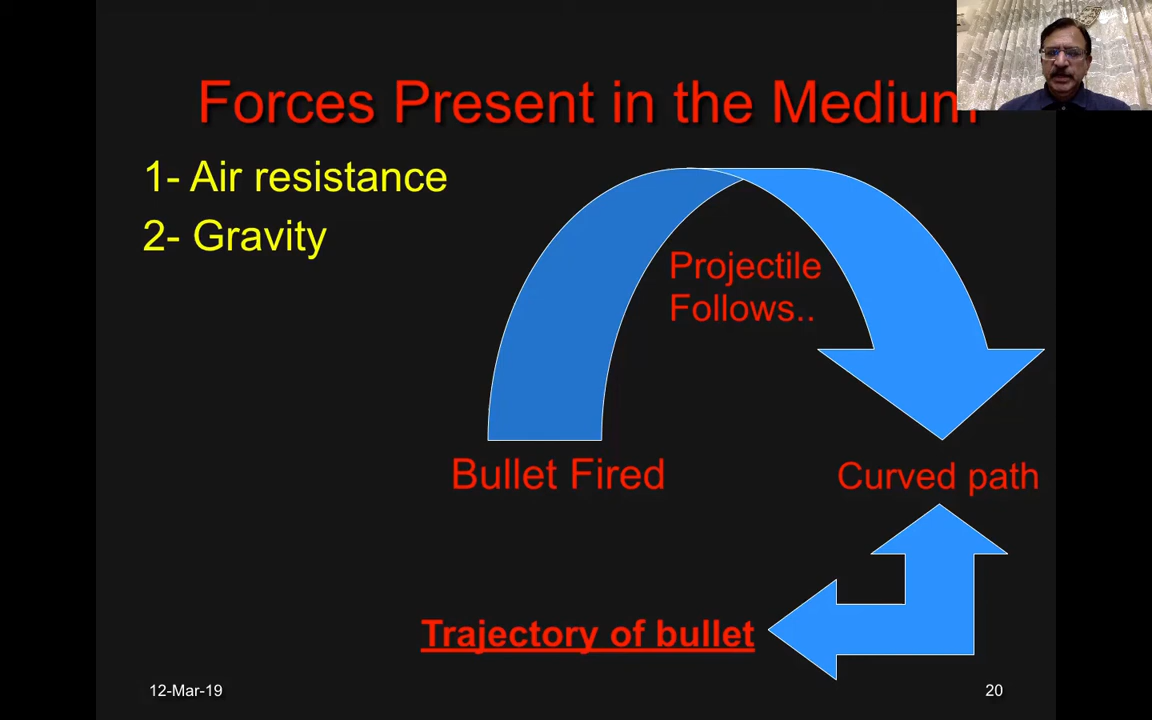 Forces Present in the Medium
1- Air resistance
2- Gravity
Projectile
Follows..
Bullet Fired
Curved path
Trajectory of bullet
12-Mar-19
20